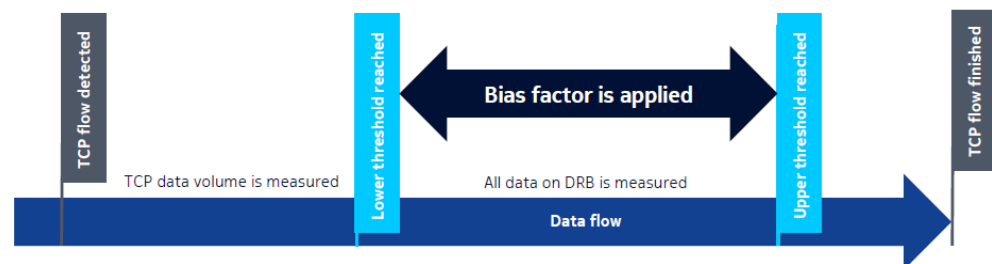 TCP flow detected
Lower threshold reached
Bias factor is applied
Upper threshold reached
TCP flow finished
TCP data volume is measured
All data on DRB is measured
Data flow